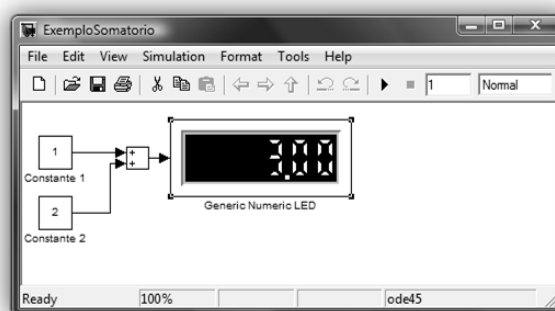 ExemploSomatorio
File Edit View Simulation Format Tools Help
1 Normal
1
Constante 1
+
+
3.00
Generic Numeric LED
2
Constante 2
Ready 100% ode45